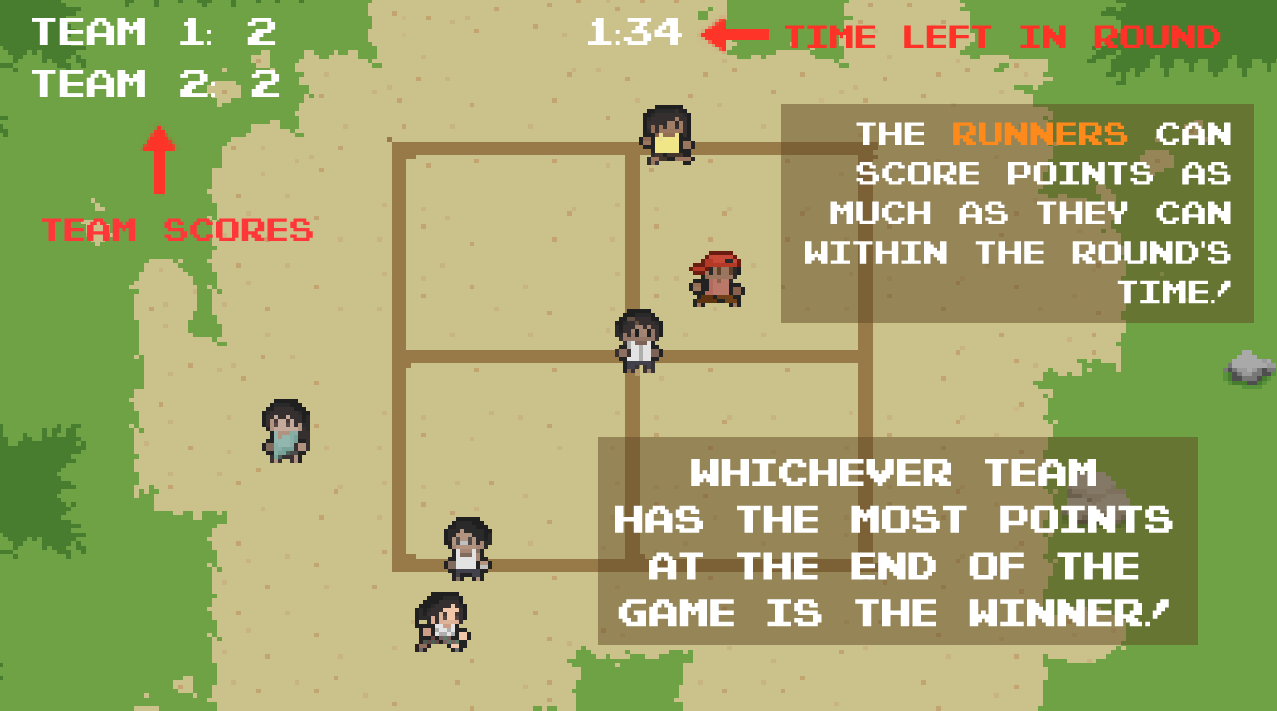 TEAM 1: 2
TEAM 2: 2
1:34
TIME LEFT IN ROUND
TEAM SCORES
THE RUNNERS CAN
SCORE POINTS AS
MUCH AS THEY CAN
WITHIN THE ROUND'S
TIME!
WHICHEVER TEAM
HAS THE MOST POINTS
AT THE END OF THE
GAME IS THE WINNER!